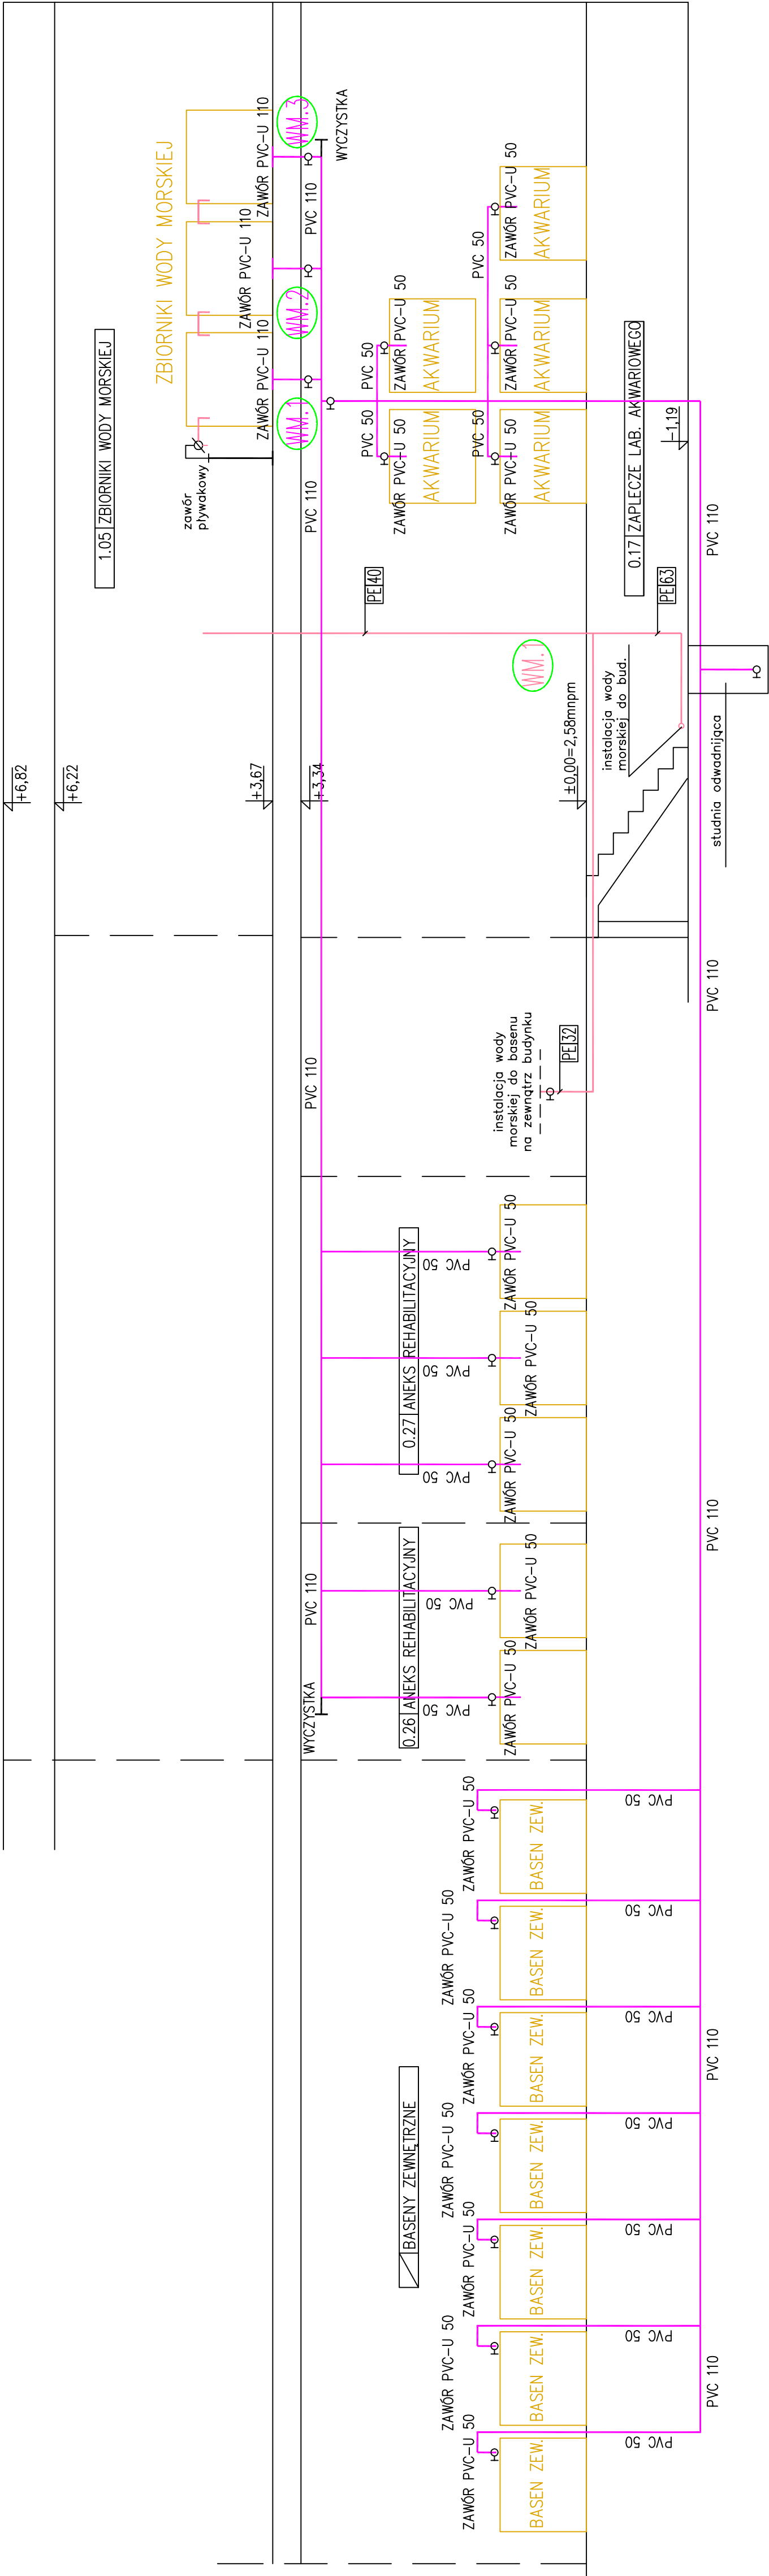 +6,82
+6,22
1.05 ZBIORNIKI WODY MORSKIEJ
ZBIORNIKI WODY MORSKIEJ
zawór
pływakowy
ZAWÓR PVC-U 110
ZAWÓR PVC-U 110
ZAWÓR PVC-U 110
+3,67
WM.1
WM.2
WM.3
+3,34
WYCZYSTKA
PVC 110
PVC 110
PVC 110
PVC 110
WYCZYSTKA
PVC 50
PVC 50
PE 40
ZAWÓR PVC-U 50
ZAWÓR PVC-U 50
AKWARIUM
AKWARIUM
BASENY ZEWNĘTRZNE
0.26 ANEKS REHABILITACYJNY
0.27 ANEKS REHABILITACYJNY
PVC 50
PVC 50
PVC 50
PVC 50
PVC 50
PVC 50
PVC 50
ZAWÓR PVC-U 50
ZAWÓR PVC-U 50
ZAWÓR PVC-U 50
ZAWÓR PVC-U 50
ZAWÓR PVC-U 50
ZAWÓR PVC-U 50
ZAWÓR PVC-U 50
ZAWÓR PVC-U 50
ZAWÓR PVC-U 50
ZAWÓR PVC-U 50
ZAWÓR PVC-U 50
ZAWÓR PVC-U 50
instalacja wody
morskiej do basenu
na zewnątrz budynku
PE 32
WM.1
ZAWÓR PVC-U 50
ZAWÓR PVC-U 50
ZAWÓR PVC-U 50
BASEN ZEW.
BASEN ZEW.
BASEN ZEW.
BASEN ZEW.
BASEN ZEW.
BASEN ZEW.
BASEN ZEW.
AKWARIUM
AKWARIUM
AKWARIUM
±0,00=2,58mnpm
instalacja wody
morskiej do bud.
0.17 ZAPLECZE LAB. AKWARIOWEGO
PE 63
-1,19
PVC 50
PVC 50
PVC 50
PVC 50
PVC 50
PVC 50
PVC 50
PVC 110
PVC 110
PVC 110
PVC 110
PVC 110
studnia odwadnijąca